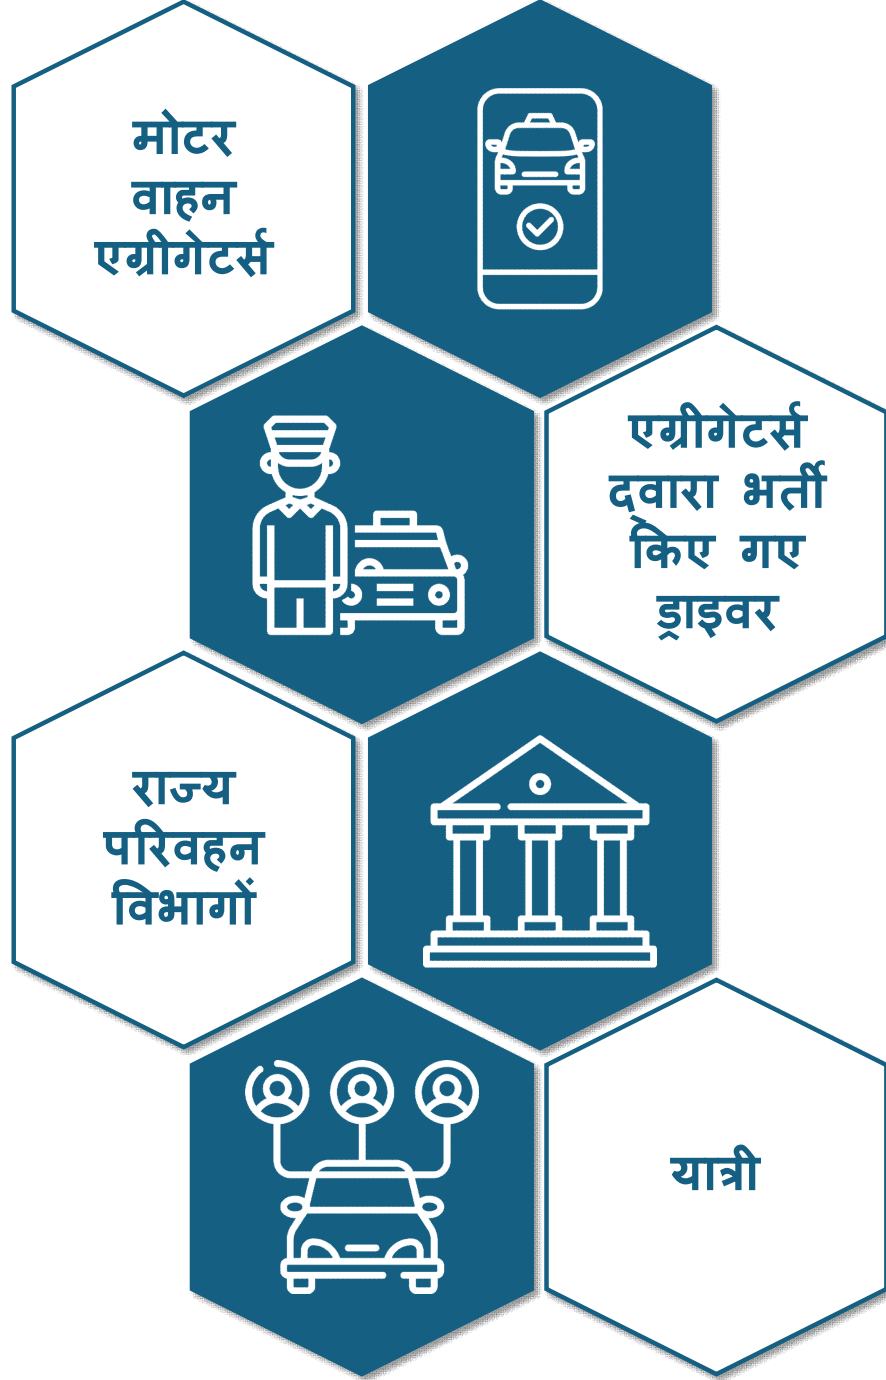 मोटर
वाहन
एग्रीगेटर्स
एग्रीगेटर्स
द्वारा भर्ती
किए गए
ड्राइवर
राज्य
परिवहन
विभागों
यात्री